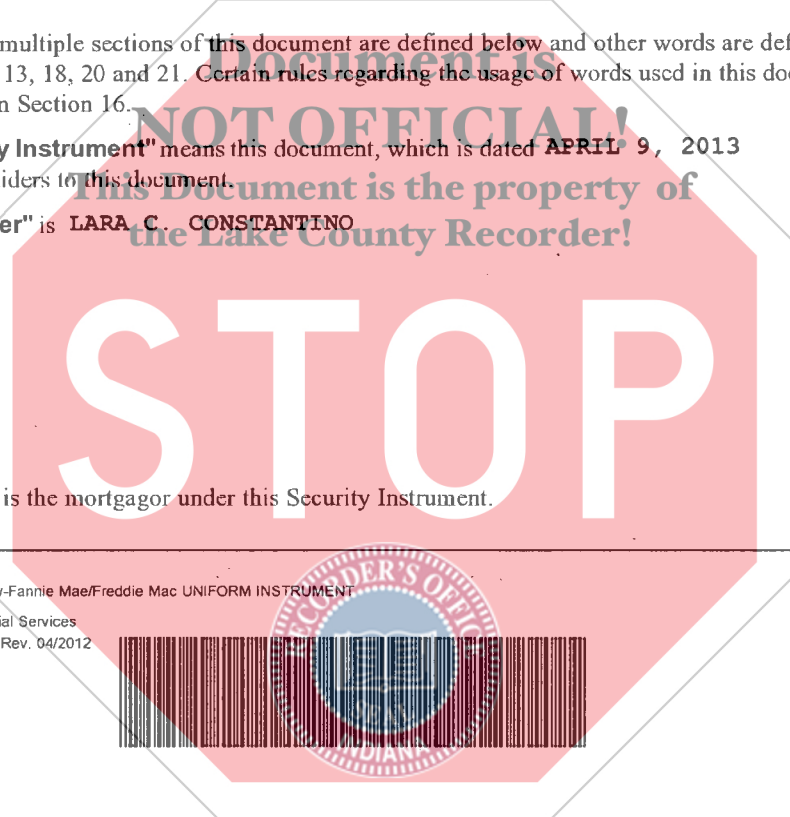 multiple sections of this document are defined below and other words are def
13, 18, 20 and 21. Certain rules regarding the usage of words used in this doc
n Section 16.
Document is
NOT OFFICIAL!
y Instrument" means this document, which is dated APRIL 9, 2013
iders to this document.
This Document is the property of
er" is LARA C. CONSTANTINO
the Lake County Recorder!
STOP
is the mortgagor under this Security Instrument.
y-Fannie Mae/Freddie Mac UNIFORM INSTRUMENT
ial Services
Rev. 04/2012
RECORDER'S OFFICE
SEAL
INDIANA